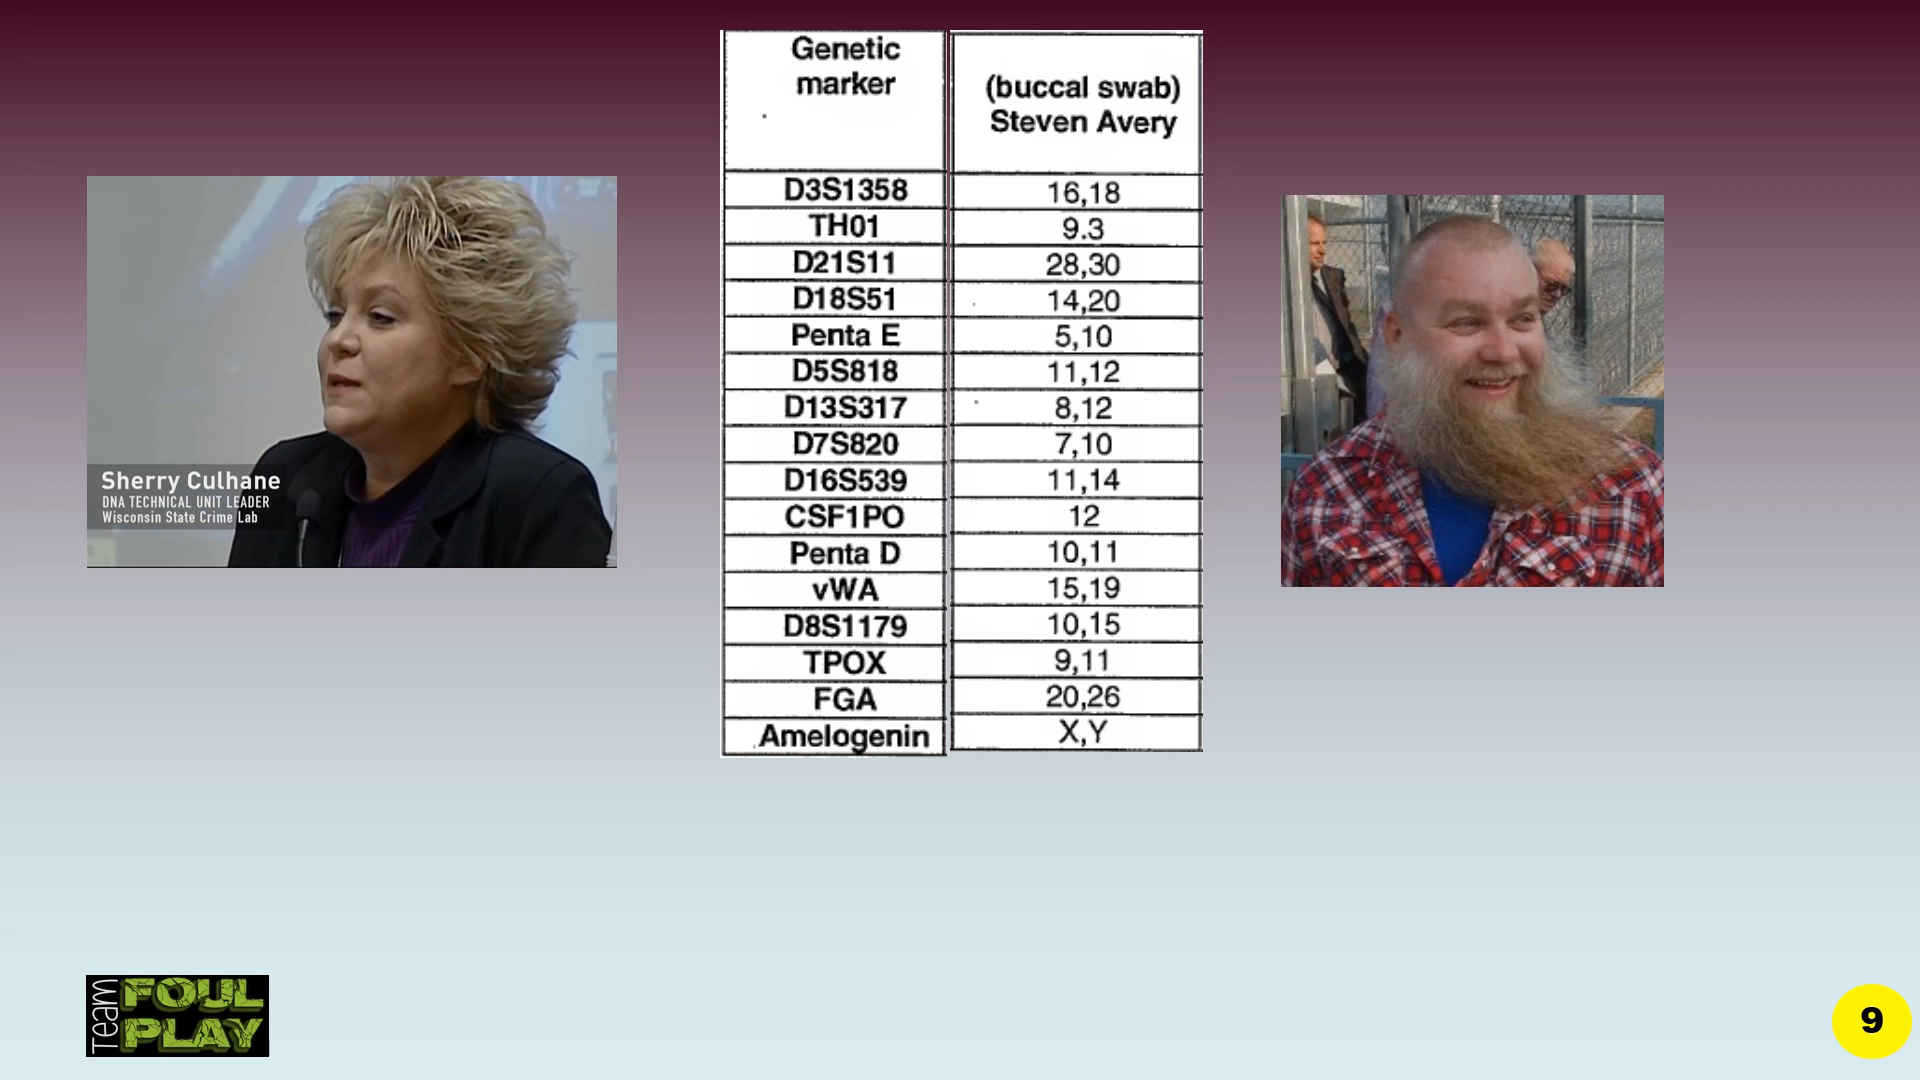 Genetic
marker
(buccal swab)
Steven Avery
D3S1358 16,18
TH01 9.3
D21S11 28,30
D18S51 14,20
Penta E 5,10
D5S818 11,12
D13S317 8,12
D7S820 7,10
D16S539 11,14
CSF1PO 12
Penta D 10,11
vWA 15,19
D8S1179 10,15
TPOX 9,11
FGA 20,26
Amelogenin X,Y
Sherry Culhane
DNA TECHNICAL UNIT LEADER
Wisconsin State Crime Lab
Team
FOUL
PLAY
9